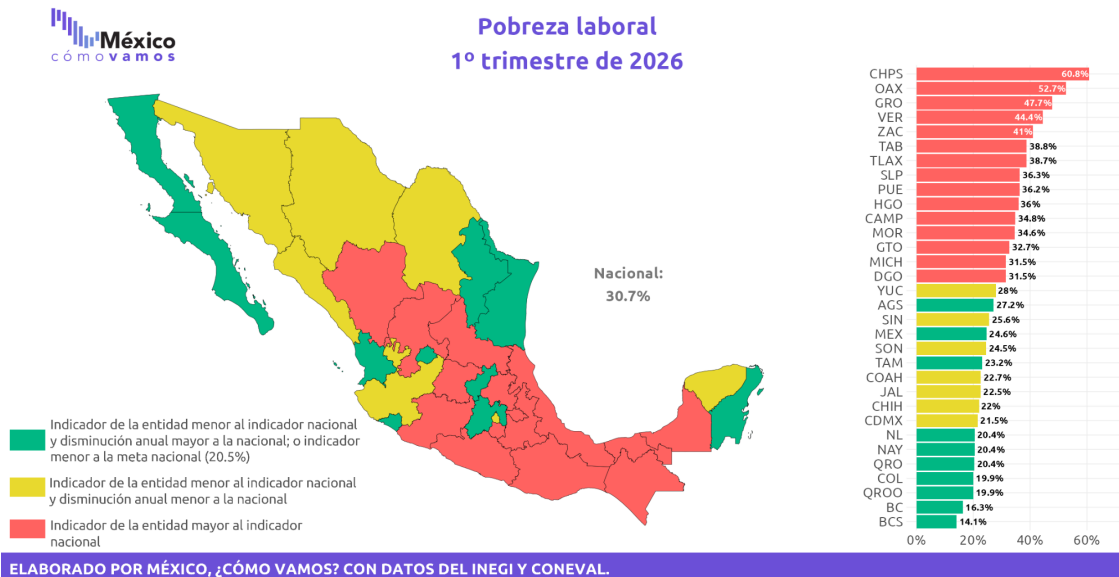 México
cómovamos
Pobreza laboral
1º trimestre de 2026
Nacional:
30.7%
Indicador de la entidad menor al indicador nacional
y disminución anual mayor a la nacional; o indicador
menor a la meta nacional (20.5%)
Indicador de la entidad menor al indicador nacional
y disminución anual menor a la nacional
Indicador de la entidad mayor al indicador
nacional
CHPS 60.8%
OAX 52.7%
GRO 47.7%
VER 44.4%
ZAC 41%
TAB 38.8%
TLAX 38.7%
SLP 36.3%
PUE 36.2%
HGO 36%
CAMP 34.8%
MOR 34.6%
GTO 32.7%
MICH 31.5%
DGO 31.5%
YUC 28%
AGS 27.2%
SIN 25.6%
MEX 24.6%
SON 24.5%
TAM 23.2%
COAH 22.7%
JAL 22.5%
CHIH 22%
CDMX 21.5%
NL 20.4%
NAY 20.4%
QRO 20.4%
COL 19.9%
QROO 19.9%
BC 16.3%
BCS 14.1%
0% 20% 40% 60%
ELABORADO POR MÉXICO, ¿CÓMO VAMOS? CON DATOS DEL INEGI Y CONEVAL.